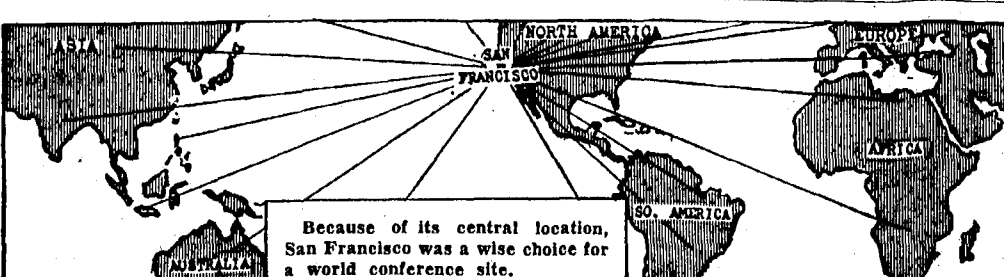 NORTH AMERICA
EUROPE
ASIA
SAN
FRANCISCO
AFRICA
SO. AMERICA
Because of its central location,
San Francisco was a wise choice for
a world conference site.
AUSTRALIA